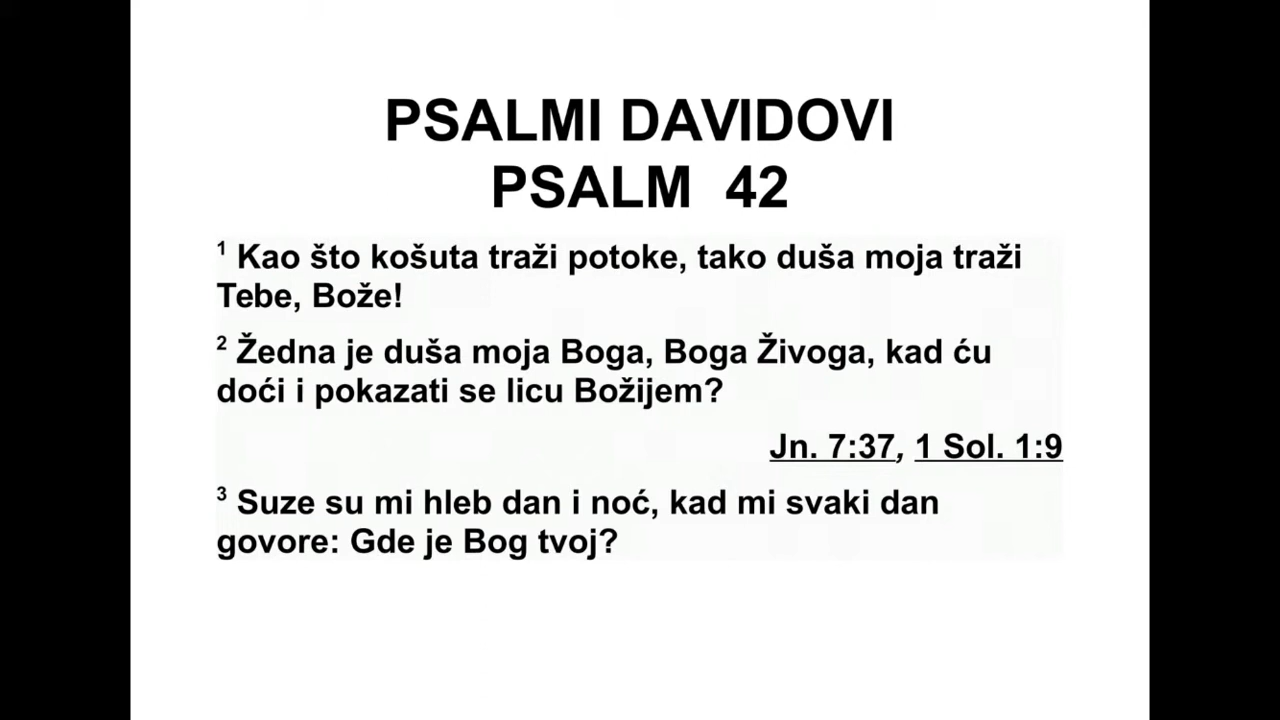 PSALMI DAVIDOVI
PSALM 42
1 Kao što košuta traži potoke, tako duša moja traži
Tebe, Bože!
2 Žedna je duša moja Boga, Boga Živoga, kad ću
doći i pokazati se licu Božijem?
Jn. 7:37, 1 Sol. 1:9
3 Suze su mi hleb dan i noć, kad mi svaki dan
govore: Gde je Bog tvoj?